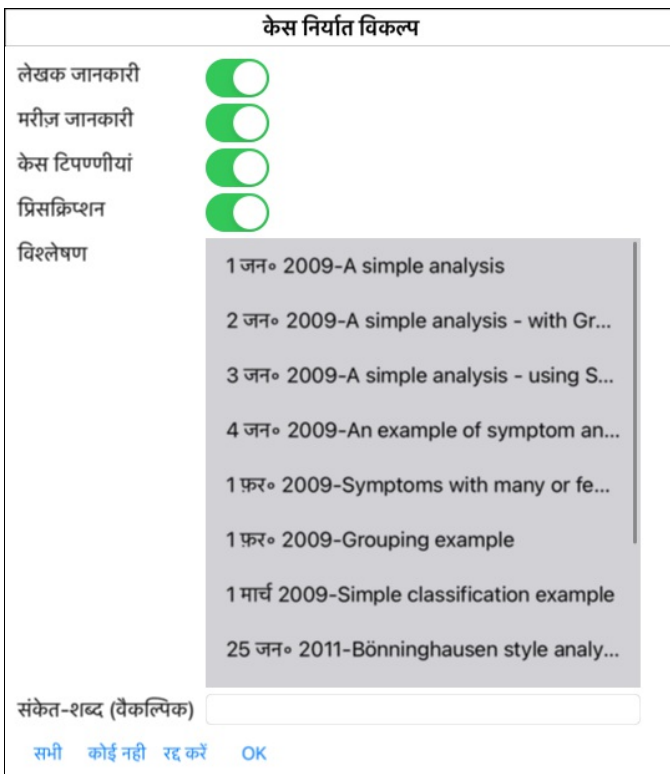 केस निर्यात विकल्प
लेखक जानकारी
मरीज़ जानकारी
केस टिपण्णीयां
प्रिसक्रिप्शन
विश्लेषण
1 जन॰ 2009-A simple analysis
2 जन॰ 2009-A simple analysis - with Gr...
3 जन॰ 2009-A simple analysis - using S...
4 जन॰ 2009-An example of symptom an...
1 फ़र॰ 2009-Symptoms with many or fe...
1 फ़र॰ 2009-Grouping example
1 मार्च 2009-Simple classification example
25 जन॰ 2011-Bönninghausen style analy...
संकेत-शब्द (वैकल्पिक)
सभी कोई नही रद्द करें OK